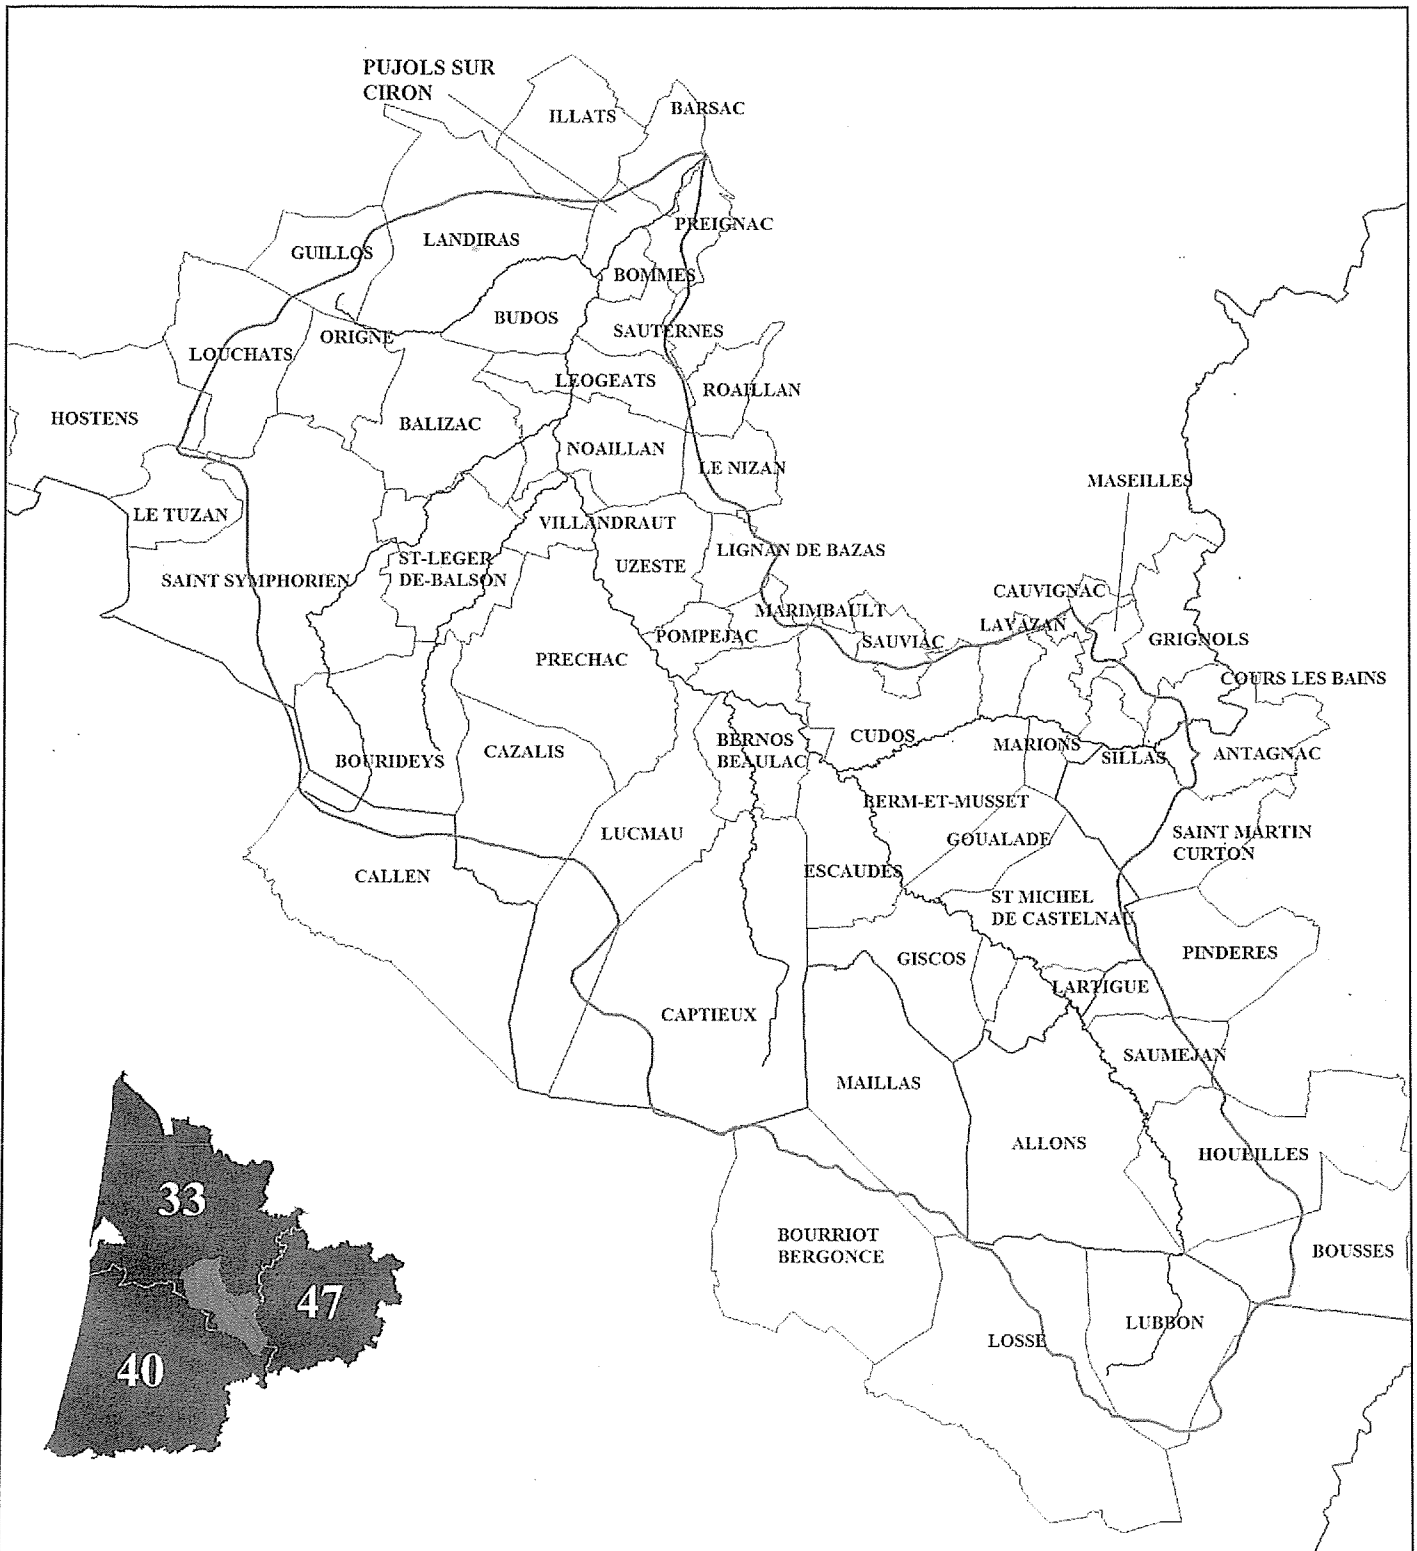 PUJOLS SUR
CIRON
ILLATS
BARSAC
PREIGNAC
GUILLOS
LANDIRAS
BOMMES
BUDOS
SAUTERNES
ORIGNE
LOUCHATS
LEOGEATS
ROAILLAN
HOSTENS
BALIZAC
NOAILLAN
LE NIZAN
MASEILLES
LE TUZAN
VILLANDRAUT
LIGNAN DE BAZAS
ST-LEGER
DE-BALSON
UZESTE
SAINT SYMPHORIEN
CAUVIGNAC
MARIMBAULT
LAVAZAN
POMPEJAC
SAUVIAC
GRIGNOLS
PRECHAC
COURS LES BAINS
BERNOS
BEAULAC
CUDOS
MARIONS
CAZALIS
BOURIDEYS
SILLAS
ANTAGNAC
BERM-ET-MUSSET
LUCMAU
GOUALADE
SAINT MARTIN
CURTON
CALLEN
ESCAUDES
ST MICHEL
DE CASTELNAU
GISCOS
PINDERES
LARTIGUE
CAPTIEUX
SAUMEJAN
MAILLAS
ALLONS
HOUEILLES
33
BOURRIOT
BERGONCE
BOUSSES
47
LUBBON
LOSSE
40